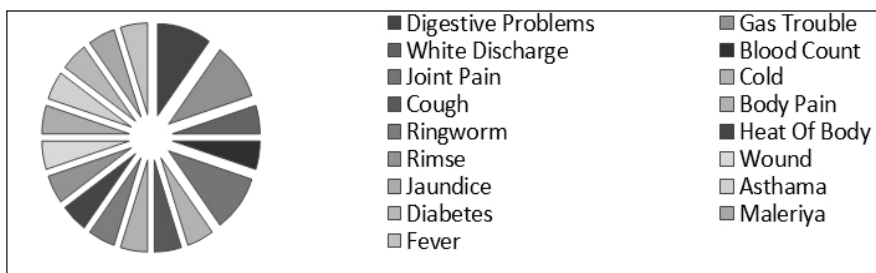 Digestive Problems Gas Trouble
White Discharge Blood Count
Joint Pain Cold
Cough Body Pain
Ringworm Heat Of Body
Rimse Wound
Jaundice Asthama
Diabetes Maleriya
Fever